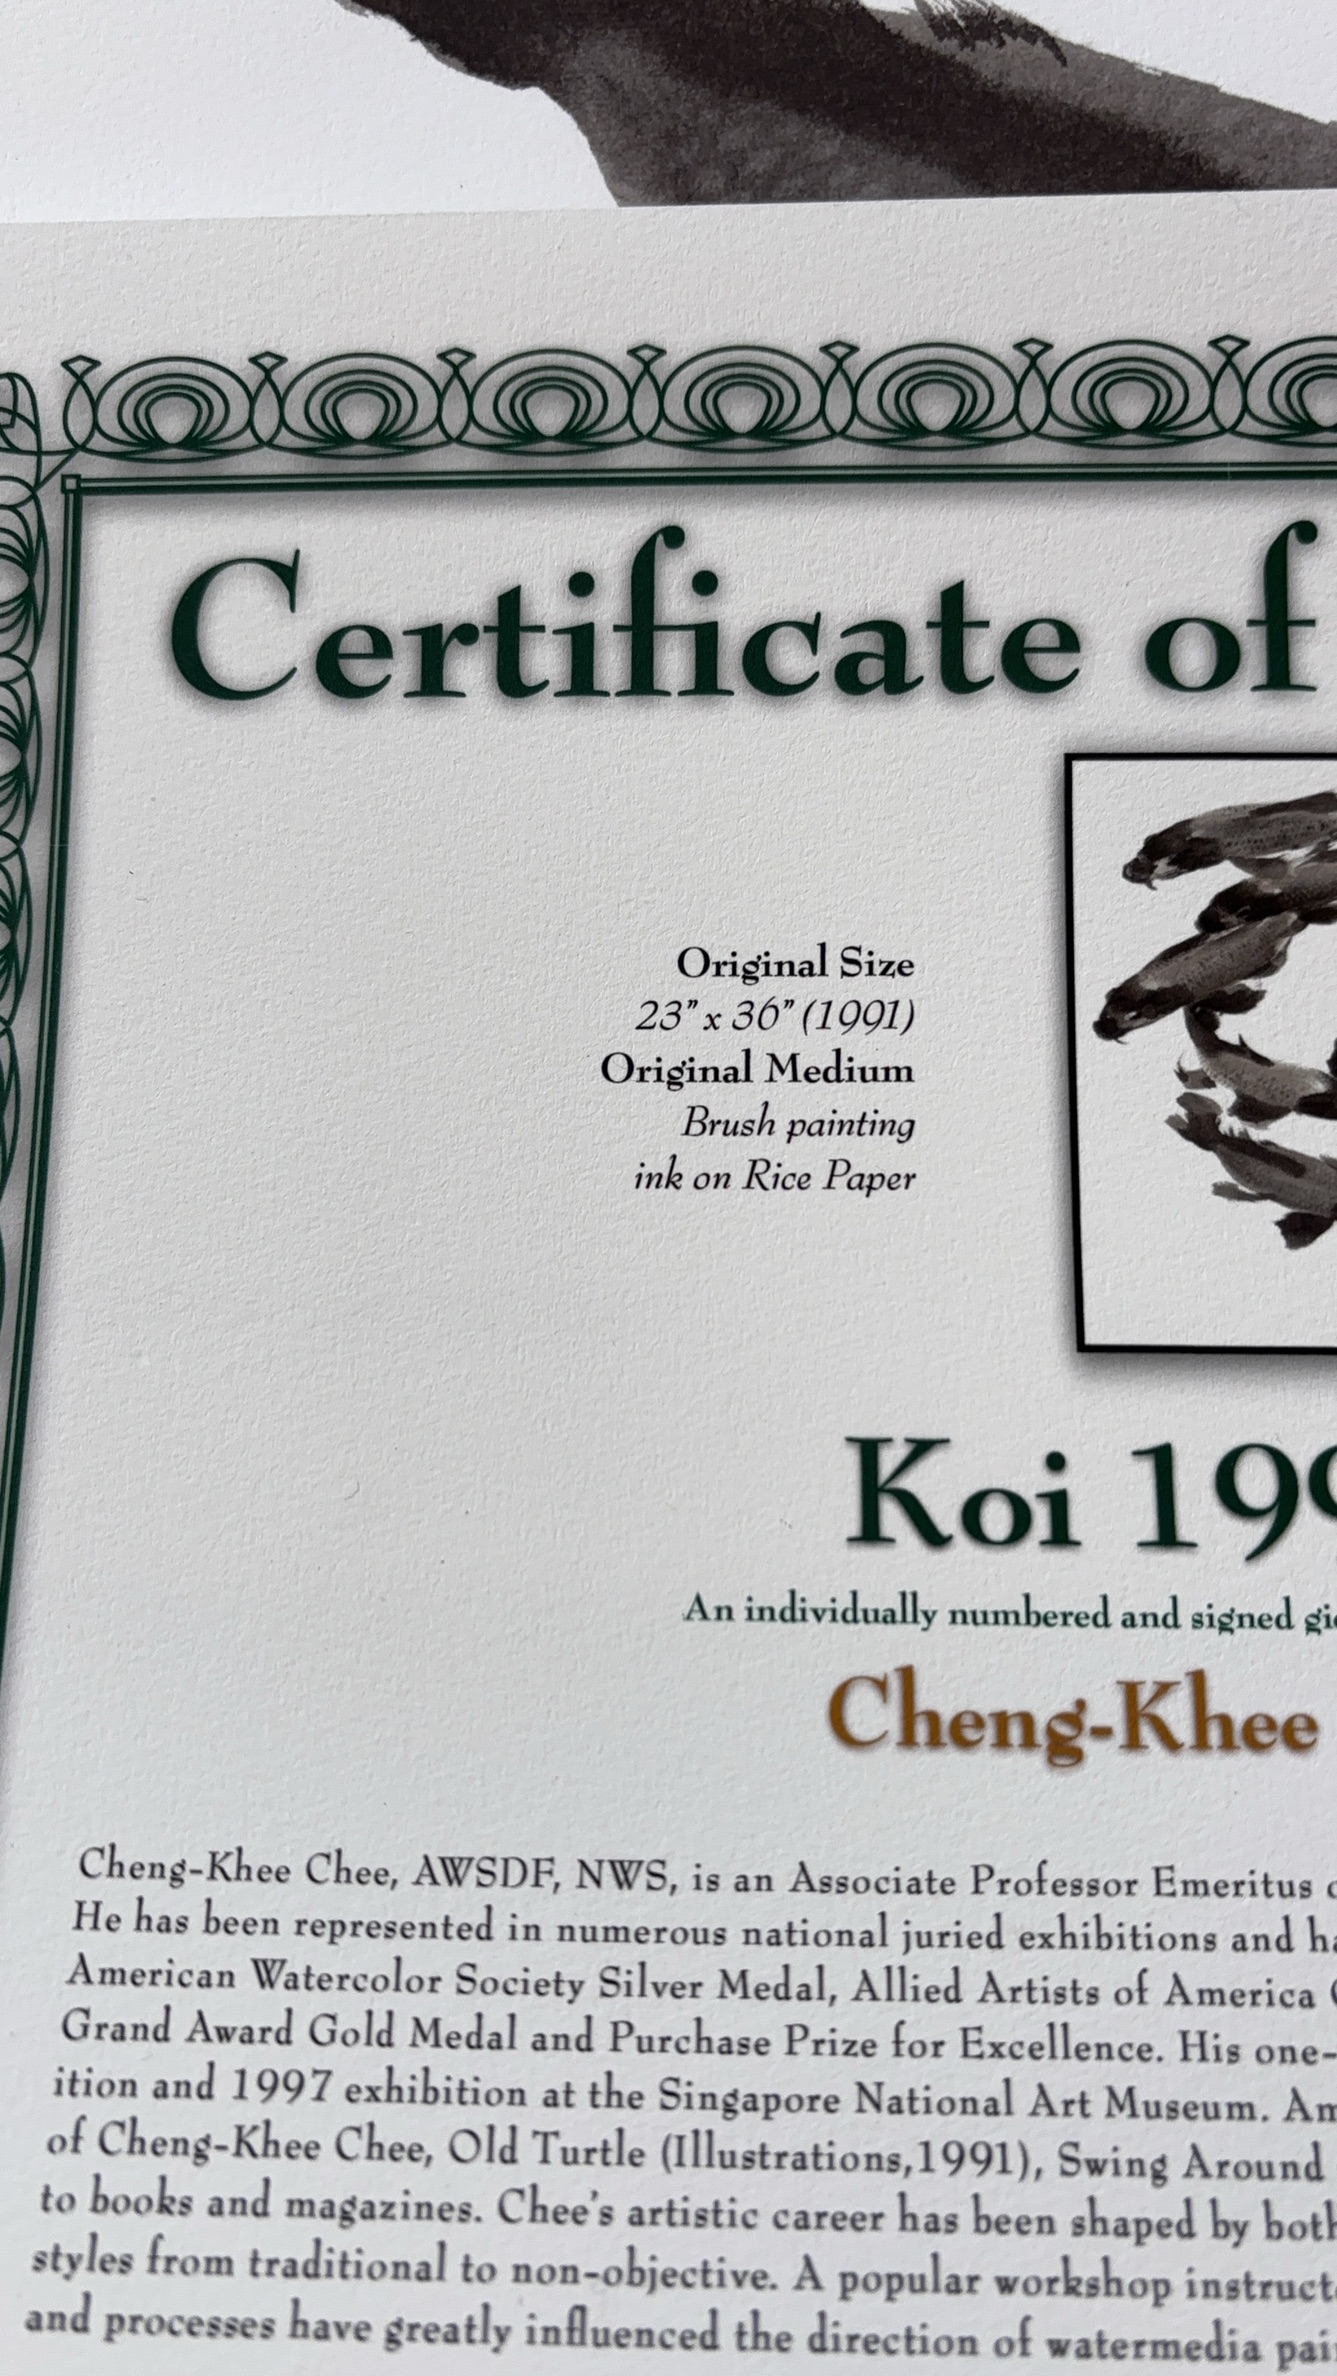 Certificate of
Original Size
23" x 36" (1991)
Original Medium
Brush painting
ink on Rice Paper
Koi 19
An individually numbered and signed
Cheng-Khee
Cheng-Khee Chee, AWSDF, NWS, is an Associate Professor Emeritus
He has been represented in numerous national juried exhibitions and
American Watercolor Society Silver Medal, Allied Artists of America
Grand Award Gold Medal and Purchase Prize for Excellence. His one-
ition and 1997 exhibition at the Singapore National Art Museum.
of Cheng-Khee Chee, Old Turtle (Illustrations,1991), Swing Around
to books and magazines. Chee's artistic career has been shaped by both
styles from traditional to non-objective. A popular workshop
and processes have greatly influenced the direction of watermedia